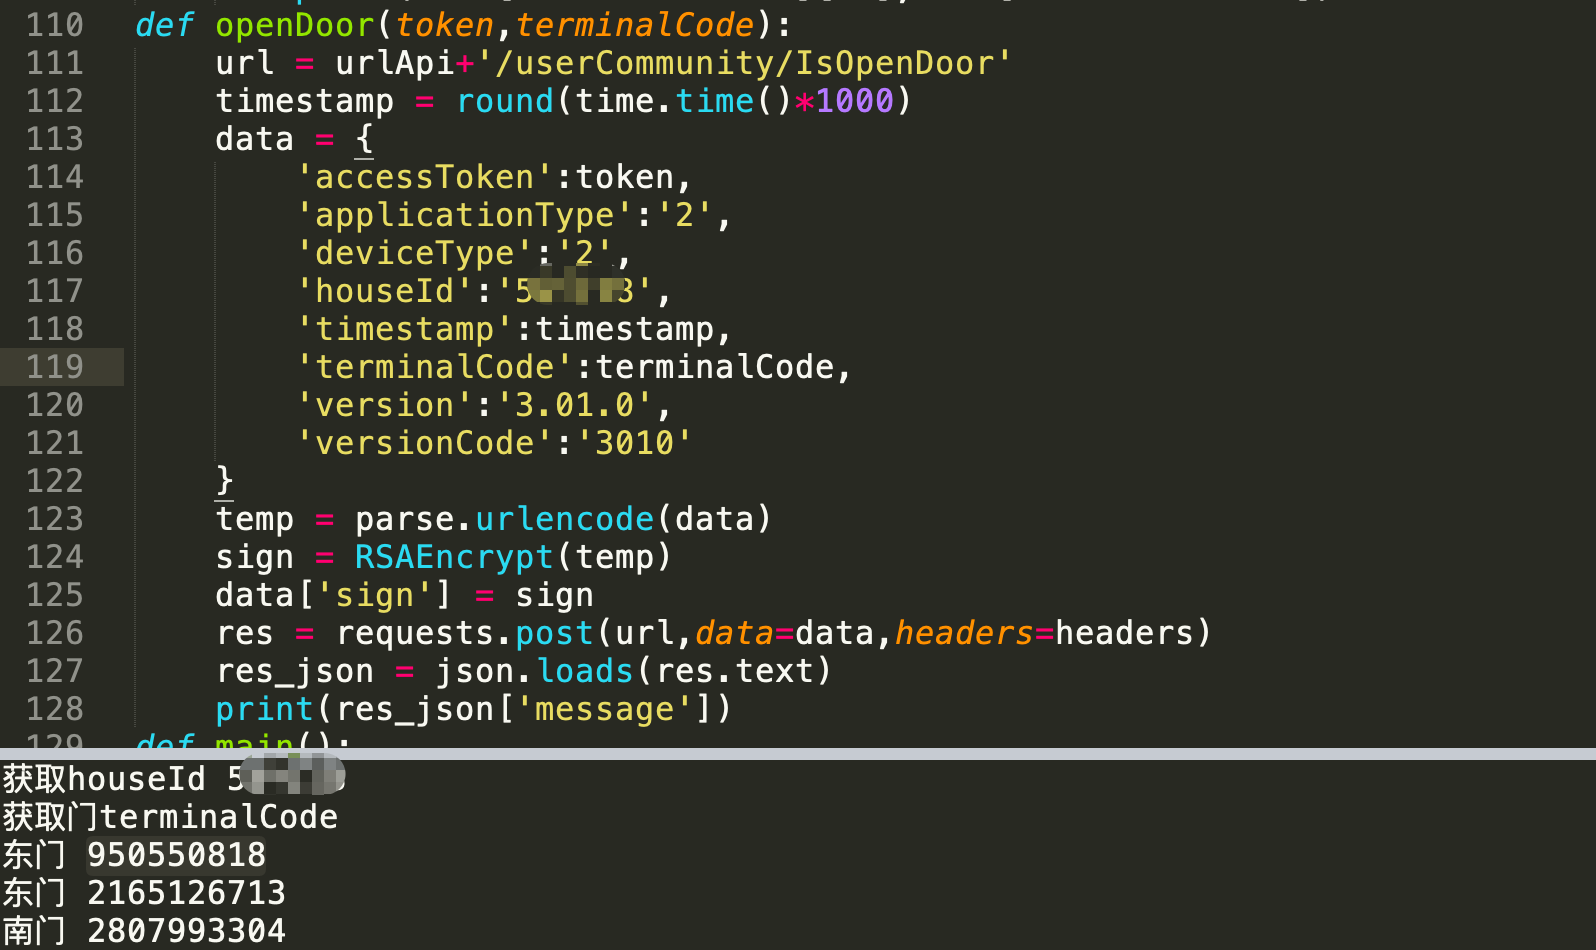 110 def openDoor(token,terminalCode):
111 url = urlApi+'/userCommunity/IsOpenDoor'
112 timestamp = round(time.time()*1000)
113 data = {
114 'accessToken':token,
115 'applicationType':'2',
116 'deviceType':'2',
117 'houseId':'5 3',
118 'timestamp':timestamp,
119 'terminalCode':terminalCode,
120 'version':'3.01.0',
121 'versionCode':'3010'
122 }
123 temp = parse.urlencode(data)
124 sign = RSAEncrypt(temp)
125 data['sign'] = sign
126 res = requests.post(url,data=data,headers=headers)
127 res_json = json.loads(res.text)
128 print(res_json['message'])
129 def main():
获取houseId 5
获取门terminalCode
东门 950550818
东门 2165126713
南门 2807993304